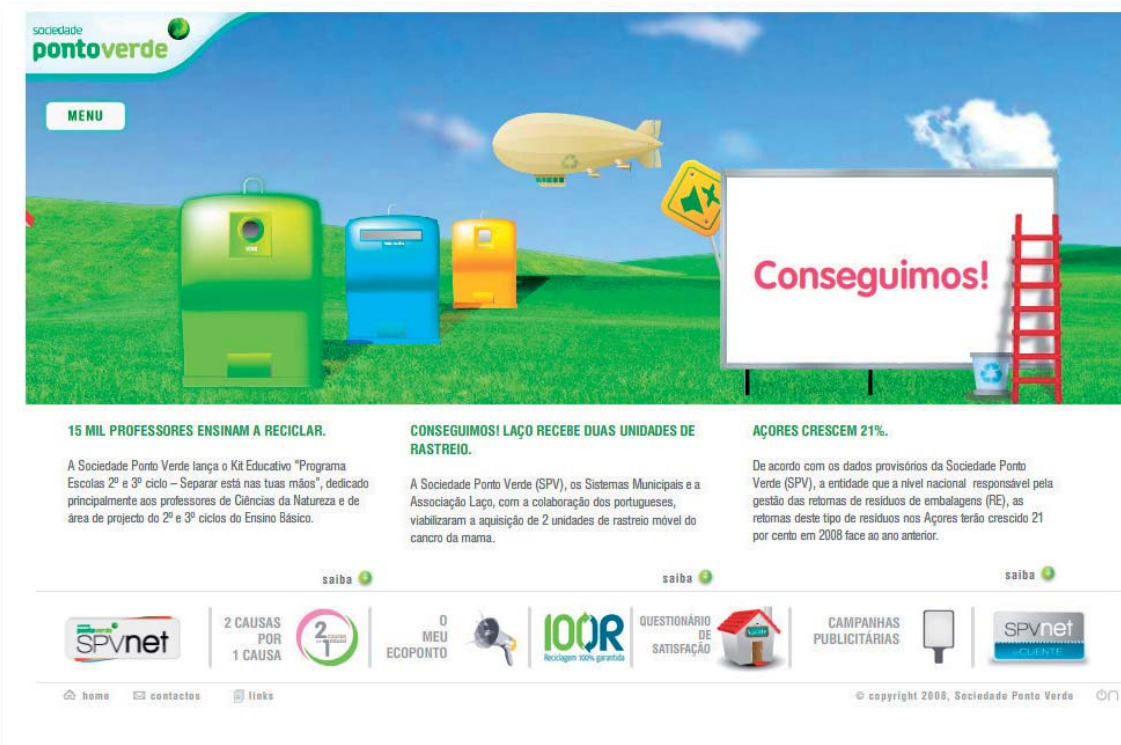 sociedade
pontoverde
MENU
Conseguimos!
15 MIL PROFESSORES ENSINAM A RECICLAR.
A Sociedade Ponto Verde lança o Kit Educativo "Programa
Escolas 2º e 3º ciclo – Separar está nas tuas mãos", dedicado
principalmente aos professores de Ciências da Natureza e de
área de projecto do 2º e 3º ciclos do Ensino Básico.
saiba
CONSEGUIMOS! LAÇO RECEBE DUAS UNIDADES DE
RASTREIO.
A Sociedade Ponto Verde (SPV), os Sistemas Municipais e a
Associação Laço, com a colaboração dos portugueses,
viabilizaram a aquisição de 2 unidades de rastreio móvel do
cancro da mama.
saiba
AÇORES CRESCEM 21%.
De acordo com os dados provisórios da Sociedade Ponto
Verde (SPV), a entidade que a nível nacional responsável pela
gestão das retomas de resíduos de embalagens (RE), as
retomas deste tipo de resíduos nos Açores terão crescido 21
por cento em 2008 face ao ano anterior.
saiba
pontoverde
SPVnet
2 CAUSAS
POR
1 CAUSA
2 causas
1
O
MEU
ECOPONTO
100R
Reciclagem 100% garantida
QUESTIONÁRIO
DE
SATISFAÇÃO
CAMPANHAS
PUBLICITÁRIAS
SPVnet
CLIENTE
home
contactos
links
© copyright 2008, Sociedade Ponto Verde
on